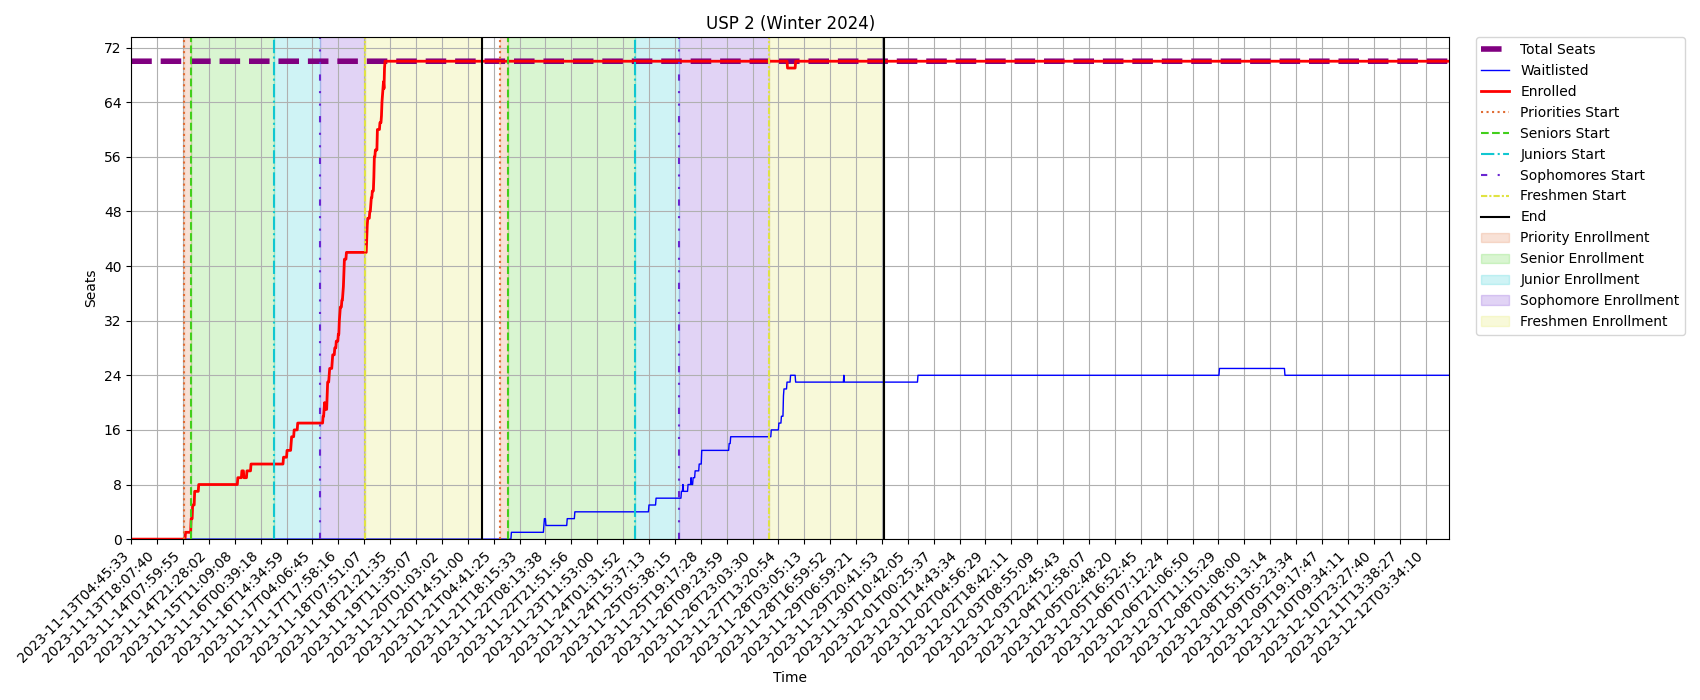 USP 2 (Winter 2024)
72
64
56
48
40
32
24
16
8
0
Seats
2023-11-13T04:45:33
2023-11-13T18:07:40
2023-11-14T07:59:55
2023-11-14T21:28:02
2023-11-15T11:09:08
2023-11-16T00:39:18
2023-11-16T14:34:59
2023-11-17T04:06:45
2023-11-17T17:58:16
2023-11-18T07:51:07
2023-11-18T21:21:35
2023-11-19T11:35:07
2023-11-20T01:03:02
2023-11-20T14:51:00
2023-11-21T04:41:25
2023-11-21T18:15:33
2023-11-22T08:13:38
2023-11-22T21:51:56
2023-11-23T11:53:00
2023-11-24T01:31:52
2023-11-24T15:37:13
2023-11-25T05:38:15
2023-11-25T19:17:28
2023-11-26T09:23:59
2023-11-26T23:03:30
2023-11-27T13:20:54
2023-11-28T03:05:13
2023-11-28T16:59:52
2023-11-29T06:59:21
2023-11-29T20:41:53
2023-11-30T10:42:05
2023-12-01T00:25:37
2023-12-01T14:43:34
2023-12-02T04:56:29
2023-12-02T18:42:11
2023-12-03T08:55:09
2023-12-03T22:45:43
2023-12-04T12:58:07
2023-12-05T02:48:20
2023-12-05T16:52:45
2023-12-06T07:12:24
2023-12-06T21:06:50
2023-12-07T11:15:29
2023-12-08T01:08:00
2023-12-08T15:13:14
2023-12-09T05:23:34
2023-12-09T19:17:47
2023-12-10T09:34:11
2023-12-10T23:27:40
2023-12-11T13:38:27
2023-12-12T03:34:10
Time
Total Seats
Waitlisted
Enrolled
Priorities Start
Seniors Start
Juniors Start
Sophomores Start
Freshmen Start
End
Priority Enrollment
Senior Enrollment
Junior Enrollment
Sophomore Enrollment
Freshmen Enrollment